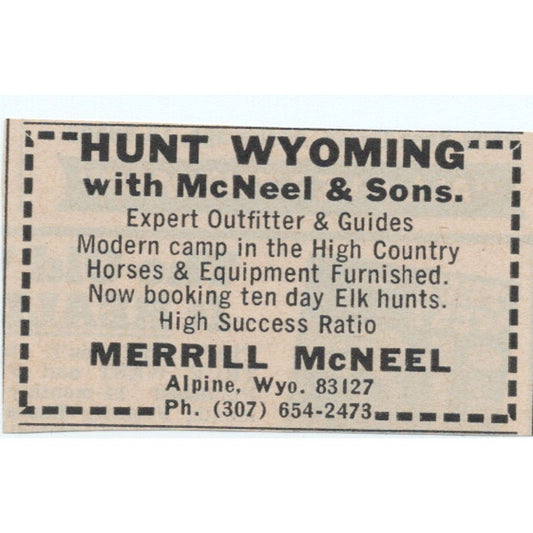 HUNT WYOMING
with McNeel & Sons.
Expert Outfitter & Guides
Modern camp in the High Country
Horses & Equipment Furnished.
Now booking ten day Elk hunts.
High Success Ratio
MERRILL McNEEL
Alpine, Wyo. 83127
Ph. (307) 654-2473